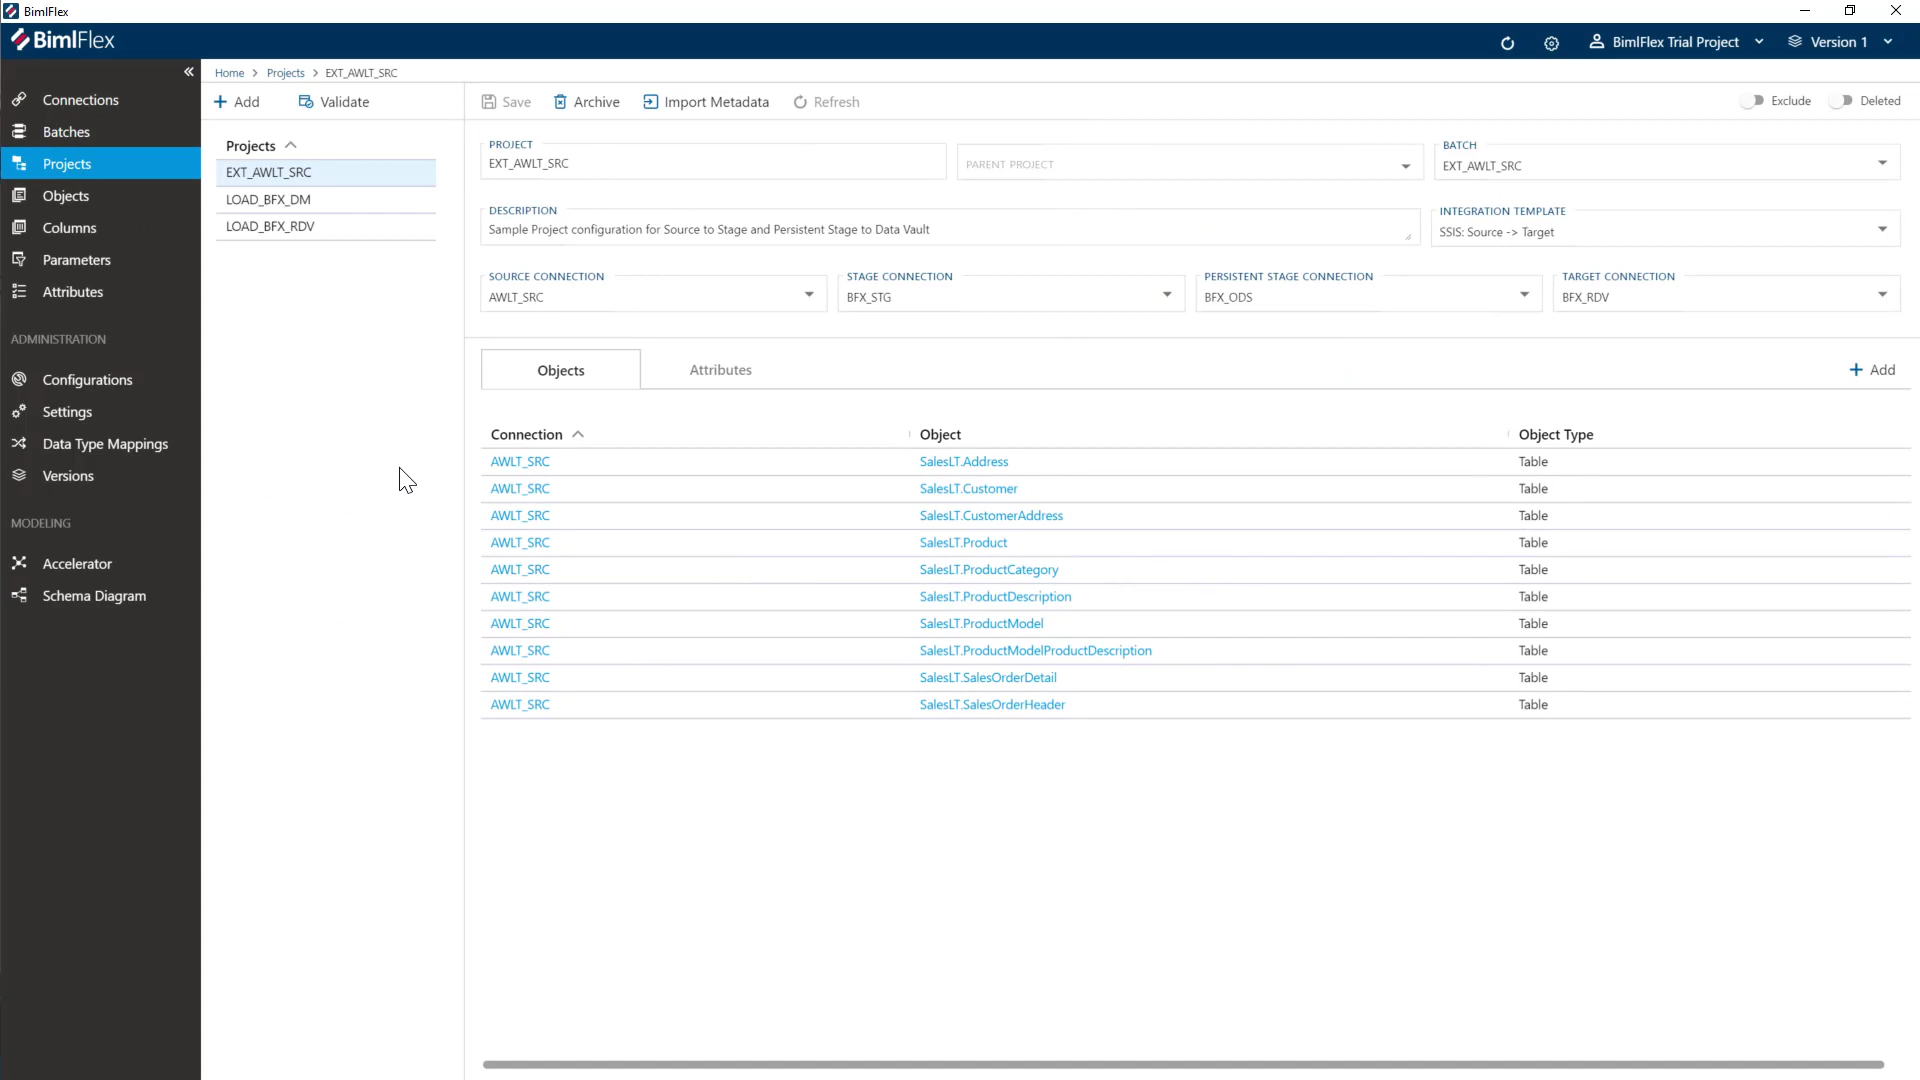 BimlFlex
BimlFlex
BimlFlex Trial Project
Version 1
Connections
Batches
Projects
Objects
Columns
Parameters
Attributes
ADMINISTRATION
Configurations
Settings
Data Type Mappings
Versions
MODELING
Accelerator
Schema Diagram
Home > Projects > EXT_AWLT_SRC
Add Validate
Projects
EXT_AWLT_SRC
LOAD_BFX_DM
LOAD_BFX_RDV
Save Archive Import Metadata Refresh Exclude Deleted
PROJECT
EXT_AWLT_SRC
PARENT PROJECT
BATCH
EXT_AWLT_SRC
DESCRIPTION
Sample Project configuration for Source to Stage and Persistent Stage to Data Vault
INTEGRATION TEMPLATE
SSIS: Source -> Target
SOURCE CONNECTION
AWLT_SRC
STAGE CONNECTION
BFX_STG
PERSISTENT STAGE CONNECTION
BFX_ODS
TARGET CONNECTION
BFX_RDV
Objects Attributes Add
Connection Object Object Type
AWLT_SRC SalesLT.Address Table
AWLT_SRC SalesLT.Customer Table
AWLT_SRC SalesLT.CustomerAddress Table
AWLT_SRC SalesLT.Product Table
AWLT_SRC SalesLT.ProductCategory Table
AWLT_SRC SalesLT.ProductDescription Table
AWLT_SRC SalesLT.ProductModel Table
AWLT_SRC SalesLT.ProductModelProductDescription Table
AWLT_SRC SalesLT.SalesOrderDetail Table
AWLT_SRC SalesLT.SalesOrderHeader Table